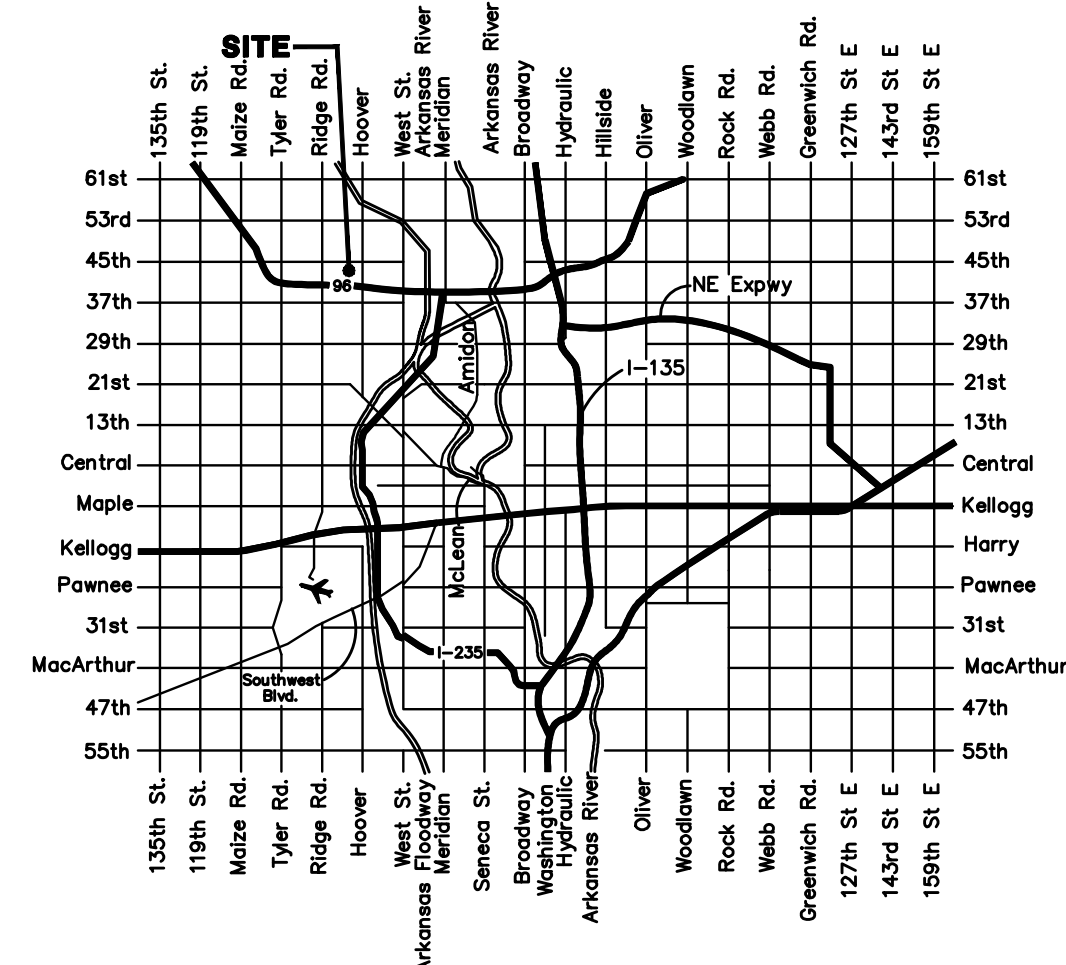 SITE
135th St.
119th St.
Maize Rd.
Tyler Rd.
Ridge Rd.
Hoover
West St.
Arkansas River
Meridian
Arkansas River
Broadway
Hydraulic
Hillside
Oliver
Woodlawn
Rock Rd.
Webb Rd.
Greenwich Rd.
127th St E
143rd St E
159th St E
61st
61st
53rd
53rd
45th
45th
96
NE Expwy
37th
37th
29th
29th
Amidon
I-135
21st
21st
13th
13th
Central
Central
Maple
Kellogg
Kellogg
Harry
McLean
Pawnee
Pawnee
31st
31st
I-235
MacArthur
MacArthur
Southwest
Blvd.
47th
47th
55th
55th
135th St.
119th St.
Maize Rd.
Tyler Rd.
Ridge Rd.
Hoover
West St.
Arkansas Floodway
Meridian
Seneca St.
Broadway
Washington
Hydraulic
Arkansas River
Oliver
Woodlawn
Rock Rd.
Webb Rd.
Greenwich Rd.
127th St E
143rd St E
159th St E